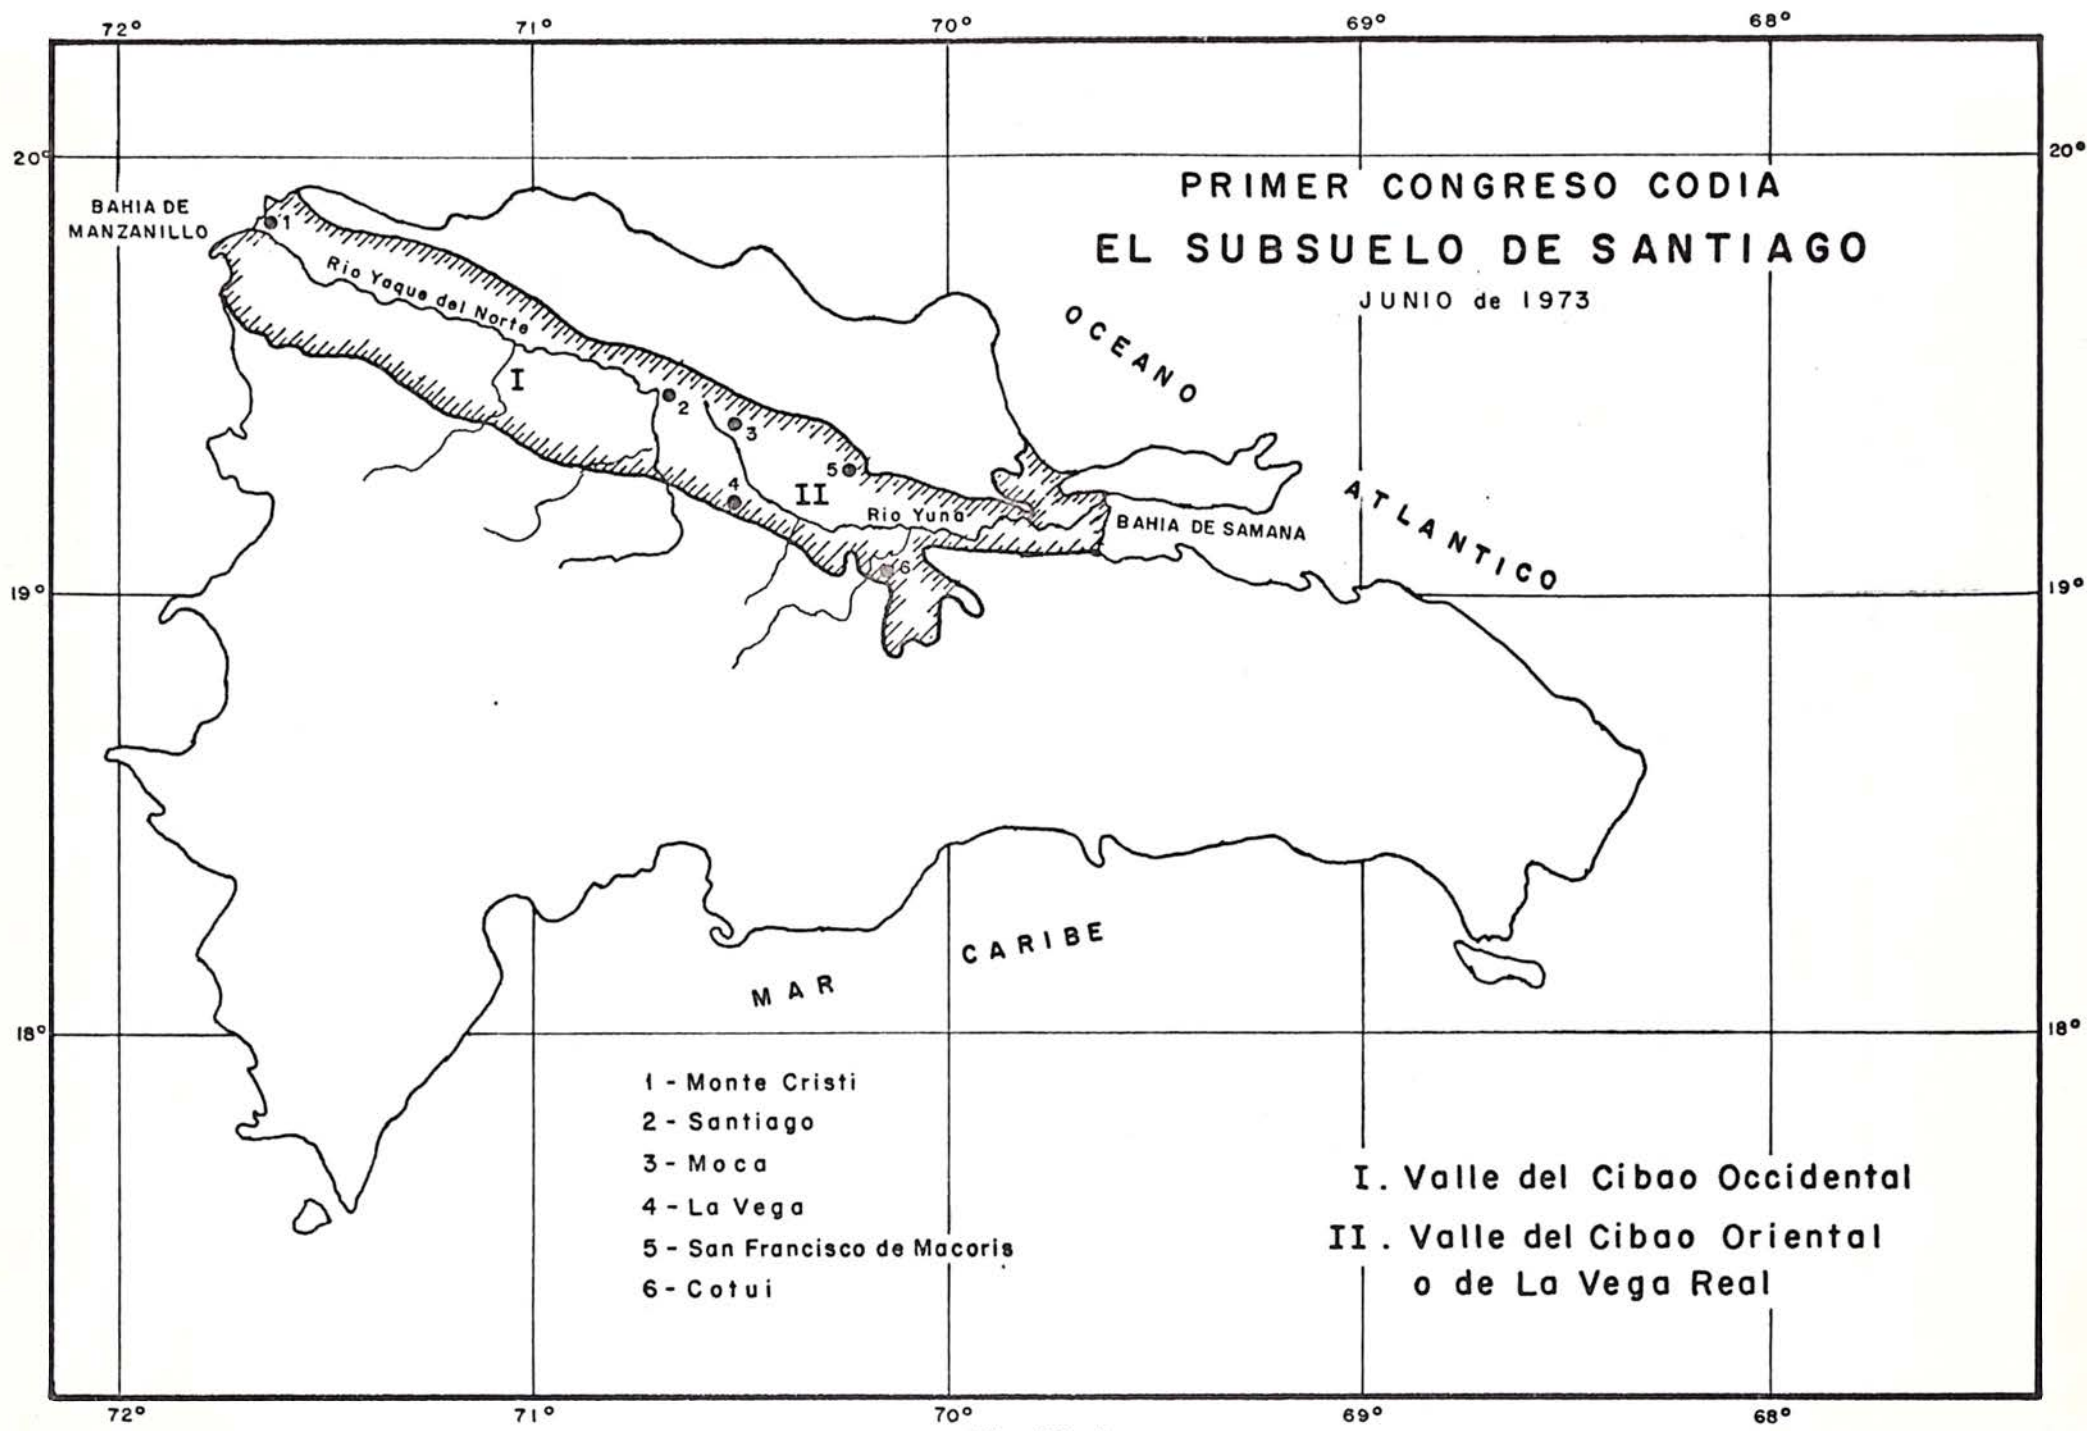 72° 71° 70° 69° 68°
20° 20°
PRIMER CONGRESO CODIA
BAHIA DE
MANZANILLO
1
EL SUBSUELO DE SANTIAGO
Rio Yaque del Norte
JUNIO de 1973
OCEANO
I
2
3
5
4
II
ATLANTICO
Rio Yuna
BAHIA DE SAMANA
6
19° 19°
MAR CARIBE
18° 18°
1 - Monte Cristi
2 - Santiago
3 - Moca
4 - La Vega
5 - San Francisco de Macoris
6 - Cotui
I. Valle del Cibao Occidental
II. Valle del Cibao Oriental
o de La Vega Real
72° 71° 70° 69° 68°